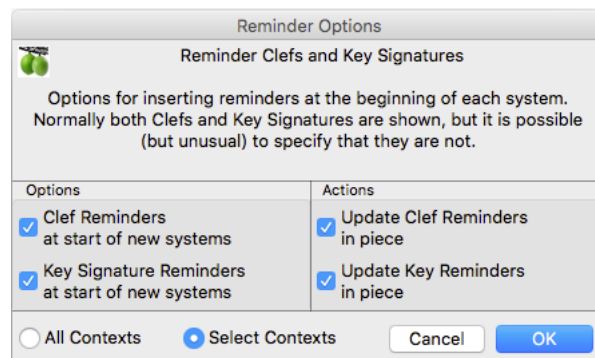 Reminder Options
Reminder Clefs and Key Signatures
Options for inserting reminders at the beginning of each system.
Normally both Clefs and Key Signatures are shown, but it is possible
(but unusual) to specify that they are not.
Options
Clef Reminders
at start of new systems
Key Signature Reminders
at start of new systems
Actions
Update Clef Reminders
in piece
Update Key Reminders
in piece
All Contexts
Select Contexts
Cancel
OK